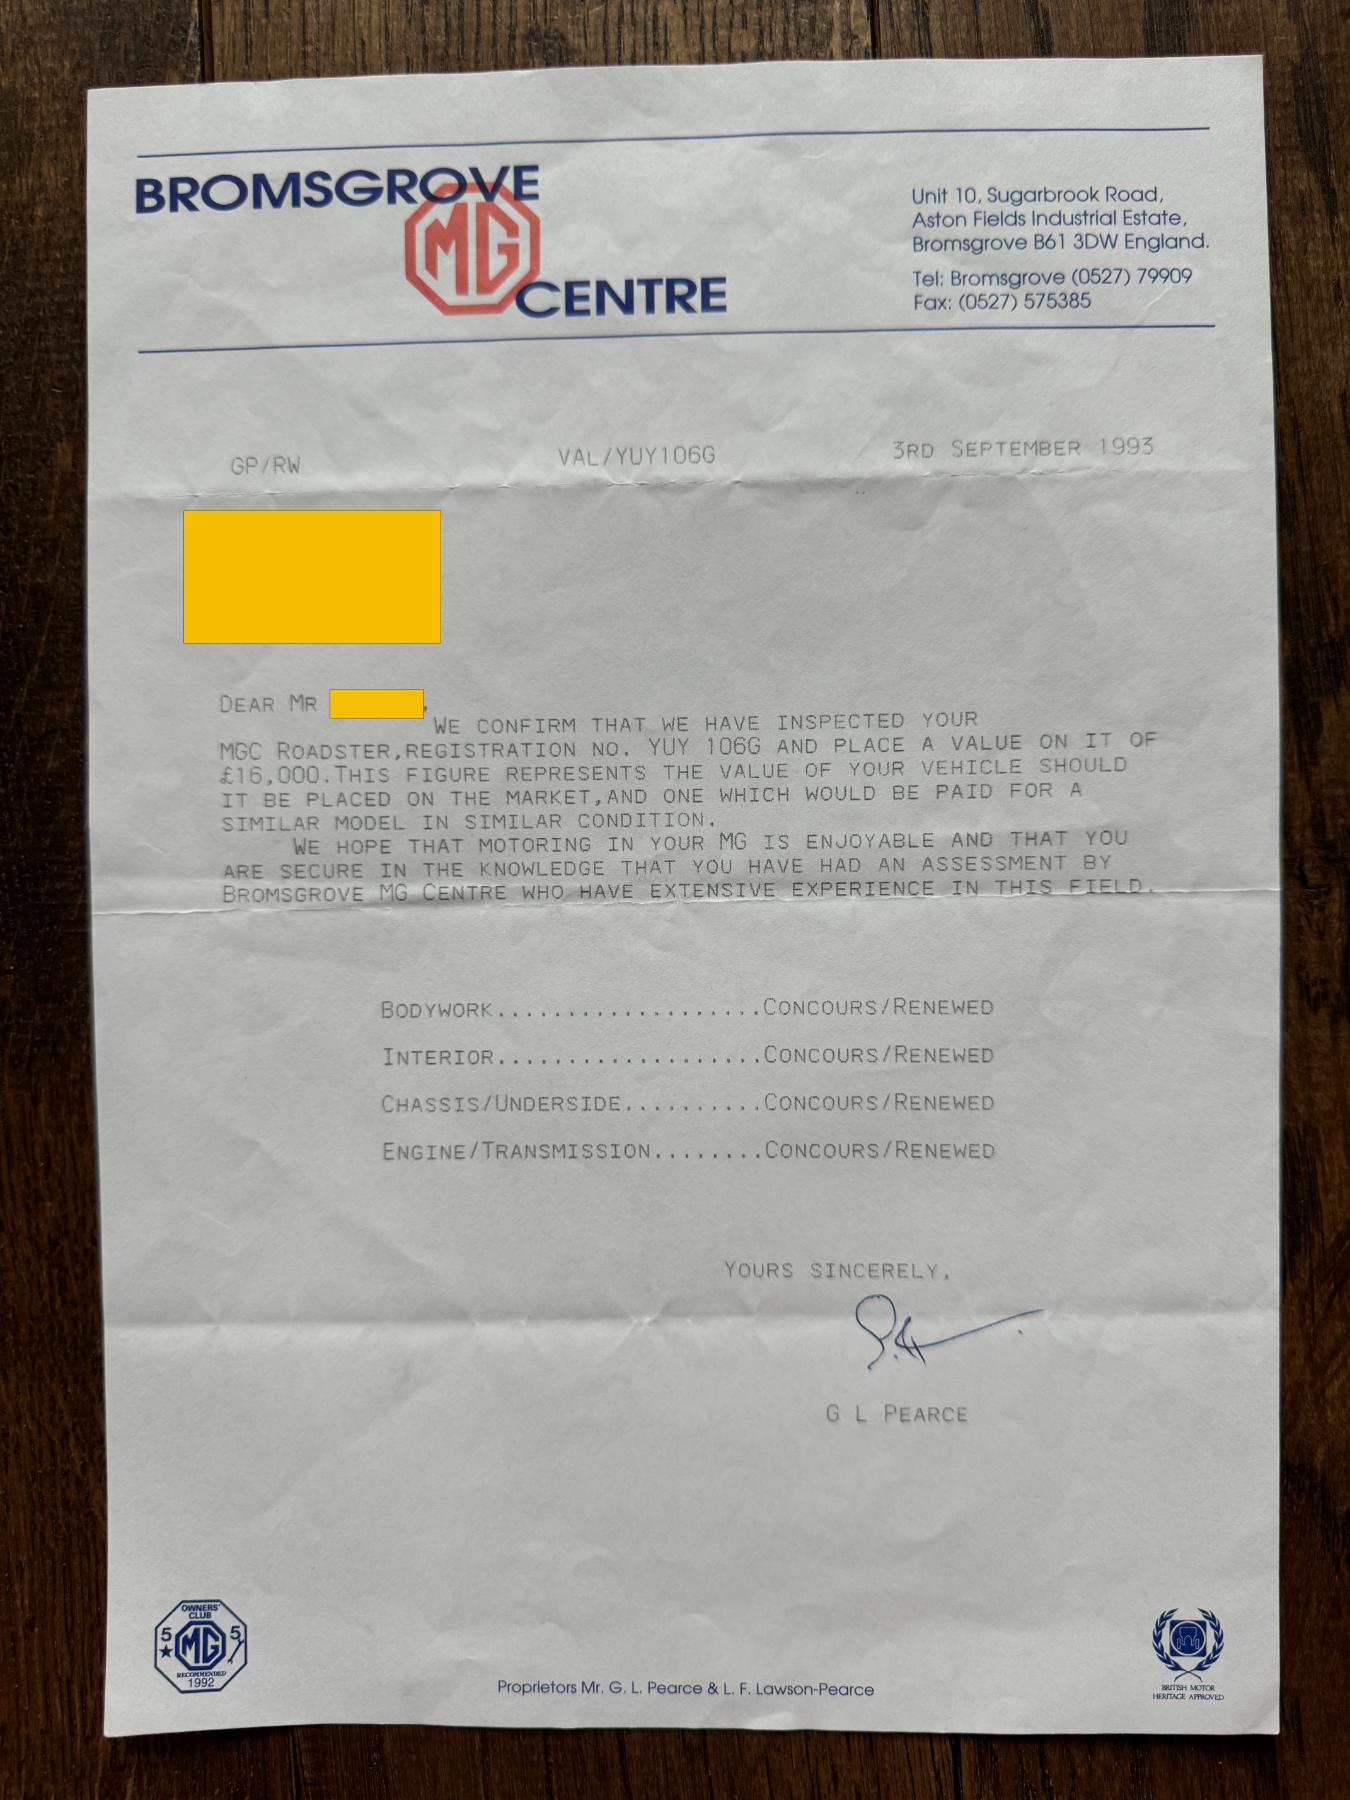 BROMSGROVE
MG
CENTRE
Unit 10, Sugarbrook Road,
Aston Fields Industrial Estate,
Bromsgrove B61 3DW England.
Tel: Bromsgrove (0527) 79909
Fax: (0527) 575385
GP/RW VAL/YUY106G 3RD SEPTEMBER 1993
DEAR MR ,
WE CONFIRM THAT WE HAVE INSPECTED YOUR
MGC ROADSTER,REGISTRATION NO. YUY 106G AND PLACE A VALUE ON IT OF
£16,000.THIS FIGURE REPRESENTS THE VALUE OF YOUR VEHICLE SHOULD
IT BE PLACED ON THE MARKET,AND ONE WHICH WOULD BE PAID FOR A
SIMILAR MODEL IN SIMILAR CONDITION.
WE HOPE THAT MOTORING IN YOUR MG IS ENJOYABLE AND THAT YOU
ARE SECURE IN THE KNOWLEDGE THAT YOU HAVE HAD AN ASSESSMENT BY
BROMSGROVE MG CENTRE WHO HAVE EXTENSIVE EXPERIENCE IN THIS FIELD.
BODYWORK...................CONCOURS/RENEWED
INTERIOR...................CONCOURS/RENEWED
CHASSIS/UNDERSIDE..........CONCOURS/RENEWED
ENGINE/TRANSMISSION........CONCOURS/RENEWED
YOURS SINCERELY,
G L PEARCE
OWNERS'
CLUB
5 MG 5
RECOMMENDED
1992
Proprietors Mr. G. L. Pearce & L. F. Lawson-Pearce
BRITISH MOTOR
HERITAGE APPROVED